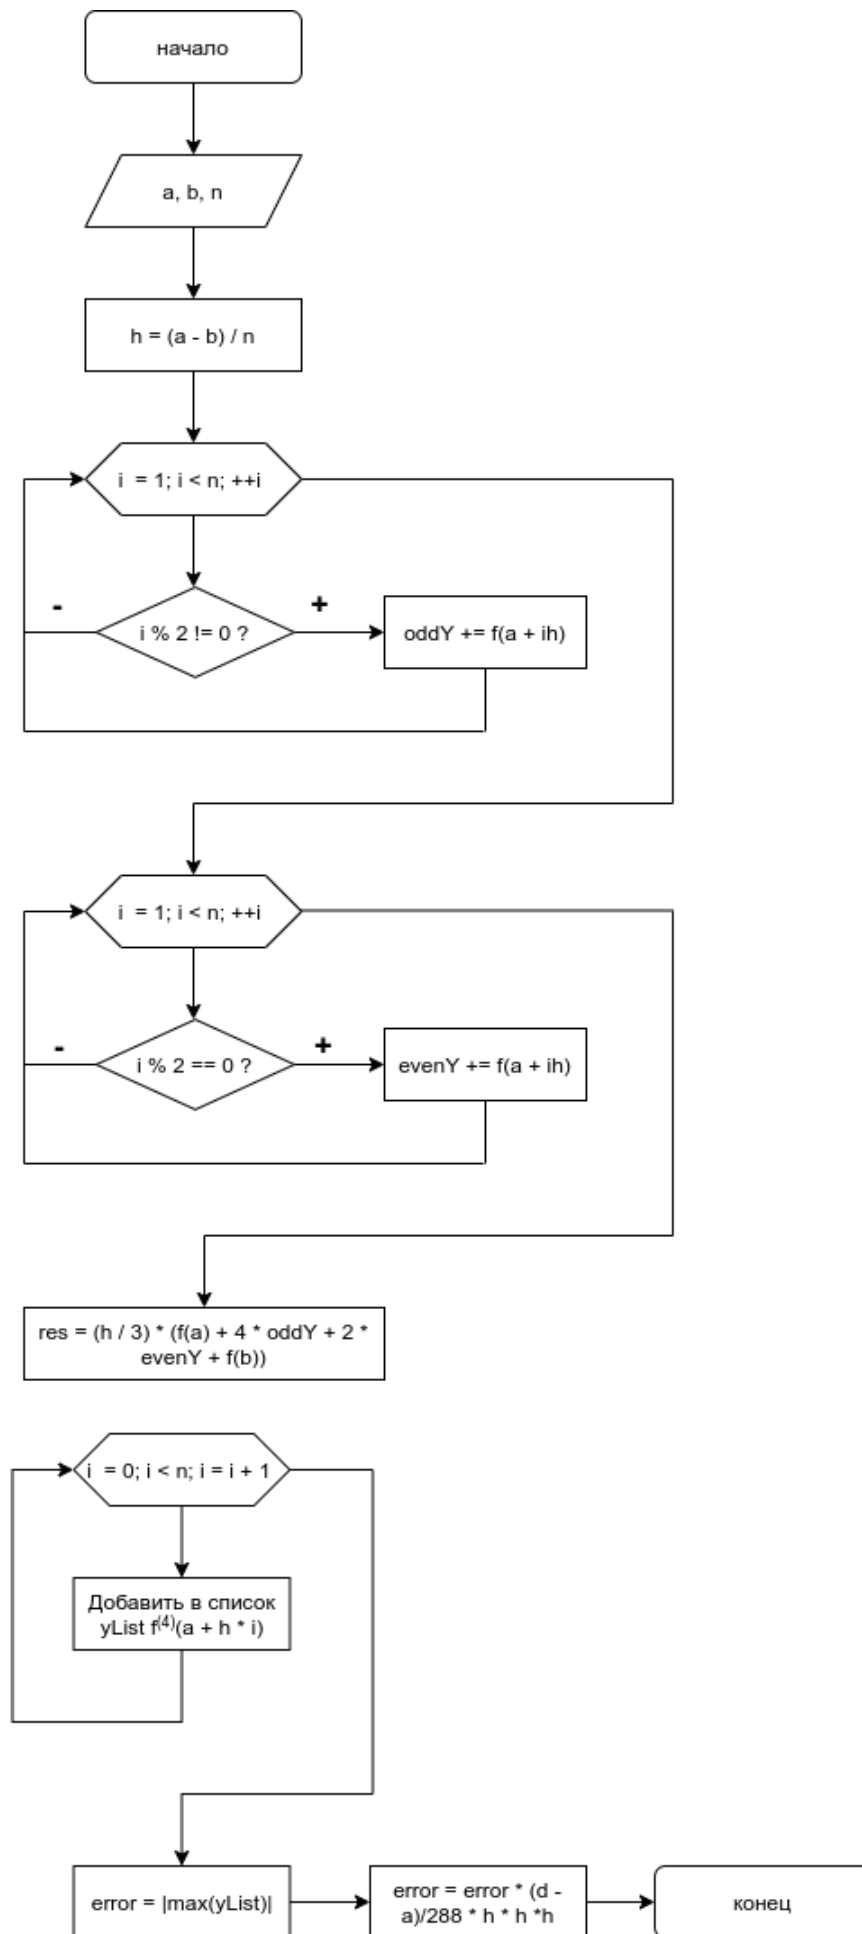 начало
a, b, n
h = (a - b) / n
i = 1; i < n; ++i
-
+
i % 2 != 0 ?
oddY += f(a + ih)
i = 1; i < n; ++i
-
+
i % 2 == 0 ?
evenY += f(a + ih)
res = (h / 3) * (f(a) + 4 * oddY + 2 *
evenY + f(b))
i = 0; i < n; i = i + 1
Добавить в список
yList f⁽⁴⁾(a + h * i)
error = |max(yList)|
error = error * (d -
a)/288 * h * h *h
конец